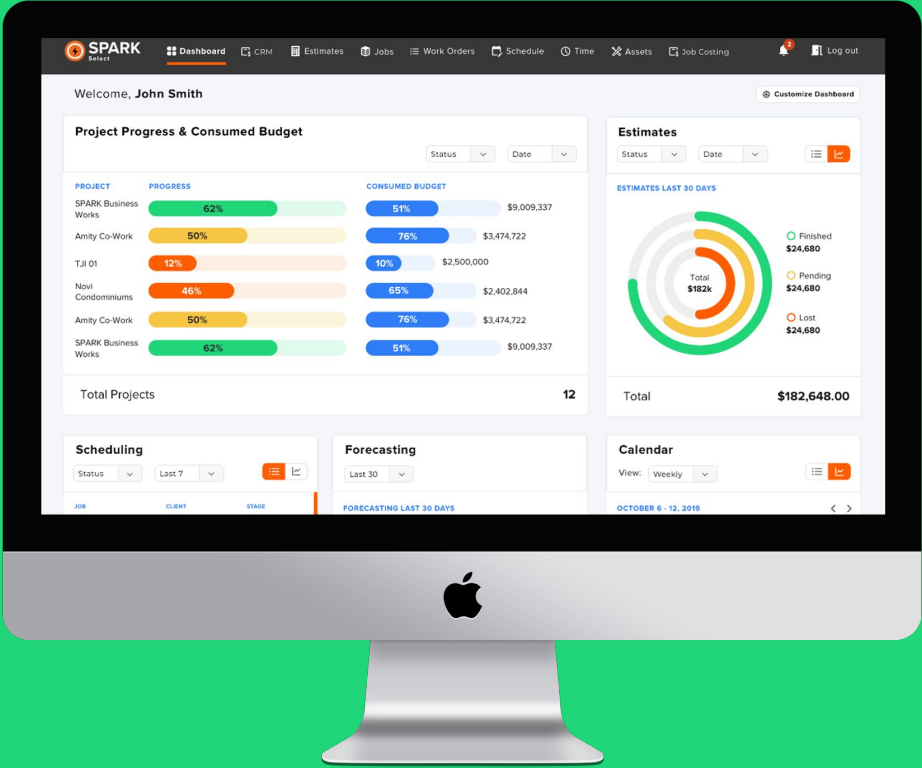 SPARK
Select
Dashboard
CRM
Estimates
Jobs
Work Orders
Schedule
Time
Assets
Job Costing
2
Log out
Welcome, John Smith
Customize Dashboard
Project Progress & Consumed Budget
Status
Date
PROJECT PROGRESS CONSUMED BUDGET
SPARK Business
Works
62% 51% $9,009,337
Amity Co-Work 50% 76% $3,474,722
TJI 01 12% 10% $2,500,000
Novi
Condominiums
46% 65% $2,402,844
Amity Co-Work 50% 76% $3,474,722
SPARK Business
Works
62% 51% $9,009,337
Total Projects 12
Estimates
Status
Date
ESTIMATES LAST 30 DAYS
Total
$182k
Finished
$24,680
Pending
$24,680
Lost
$24,680
Total $182,648.00
Scheduling
Status
Last 7
JOB CLIENT STAGE
Forecasting
Last 30
FORECASTING LAST 30 DAYS
Calendar
View: Weekly
OCTOBER 6 - 12, 2019